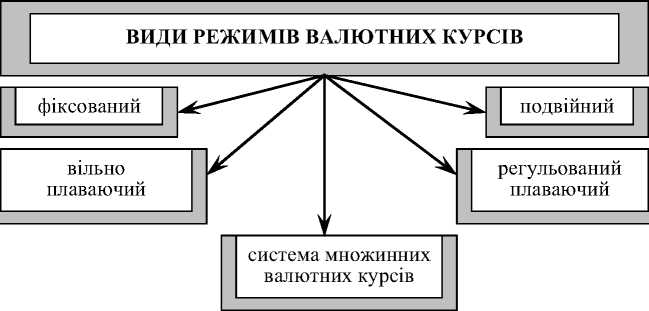 ВИДИ РЕЖИМІВ ВАЛЮТНИХ КУРСІВ
фіксований
подвійний
вільно
плаваючий
регульований
плаваючий
система множинних
валютних курсів